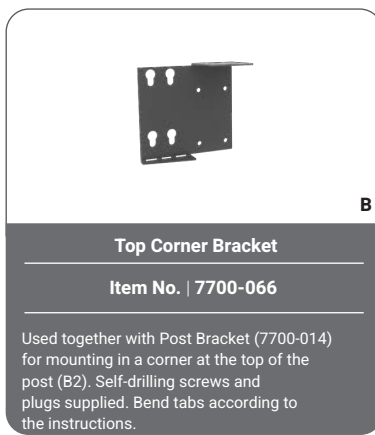 B
Top Corner Bracket
Item No. | 7700-066
Used together with Post Bracket (7700-014)
for mounting in a corner at the top of the
post (B2). Self-drilling screws and
plugs supplied. Bend tabs according to
the instructions.